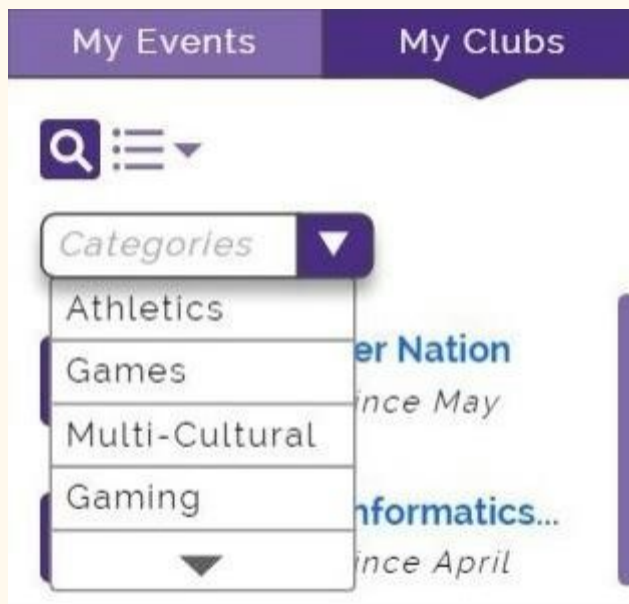 My Events
My Clubs
Categories
Athletics
Games
er Nation
ince May
Multi-Cultural
Gaming
nformatics...
ince April